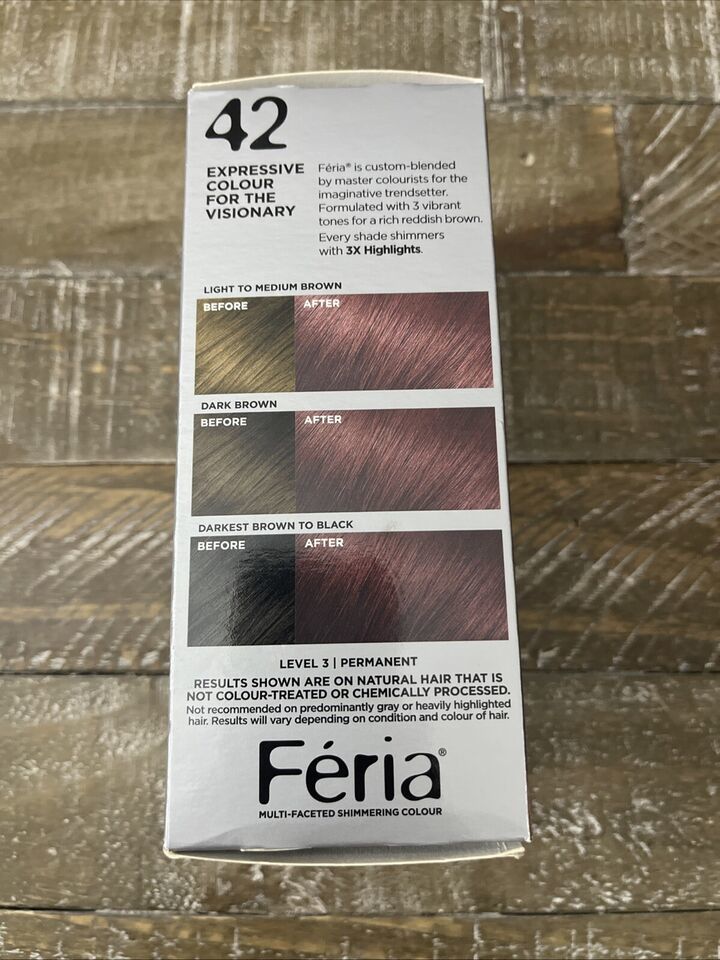 42
EXPRESSIVE
COLOUR
FOR THE
VISIONARY
Féria® is custom-blended
by master colourists for the
imaginative trendsetter.
Formulated with 3 vibrant
tones for a rich reddish brown.
Every shade shimmers
with 3X Highlights.
LIGHT TO MEDIUM BROWN
BEFORE AFTER
DARK BROWN
BEFORE AFTER
DARKEST BROWN TO BLACK
BEFORE AFTER
LEVEL 3 | PERMANENT
RESULTS SHOWN ARE ON NATURAL HAIR THAT IS
NOT COLOUR-TREATED OR CHEMICALLY PROCESSED.
Not recommended on predominantly gray or heavily highlighted
hair. Results will vary depending on condition and colour of hair.
Féria®
MULTI-FACETED SHIMMERING COLOUR